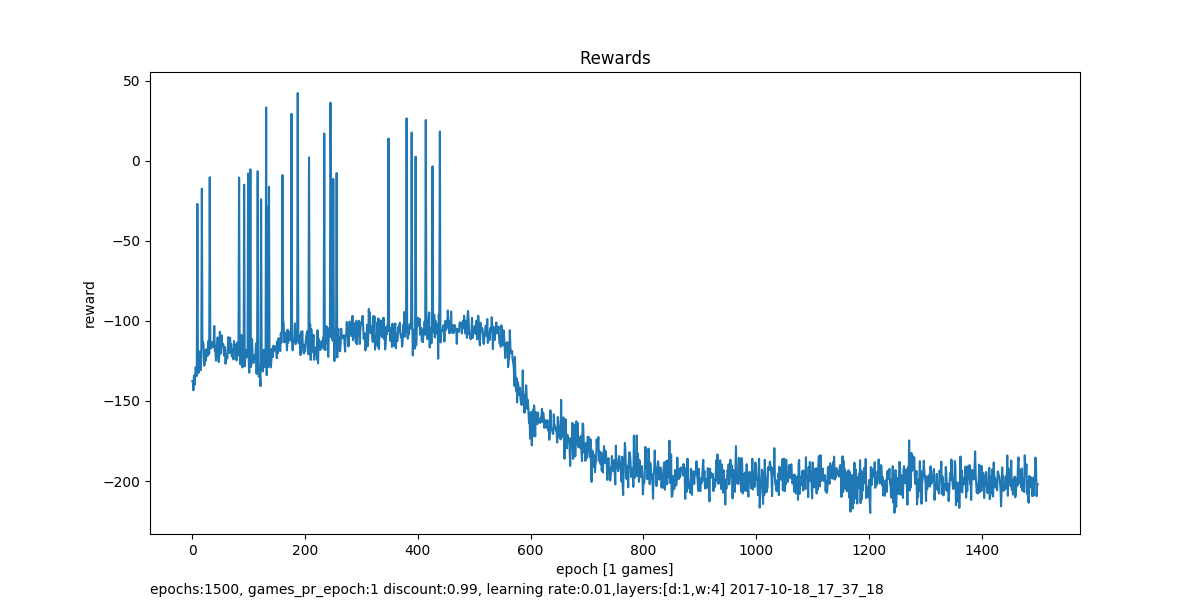 Rewards
50
0
−50
−100
−150
−200
reward
0 200 400 600 800 1000 1200 1400
epoch [1 games]
epochs:1500, games_pr_epoch:1 discount:0.99, learning rate:0.01,layers:[d:1,w:4] 2017-10-18_17_37_18